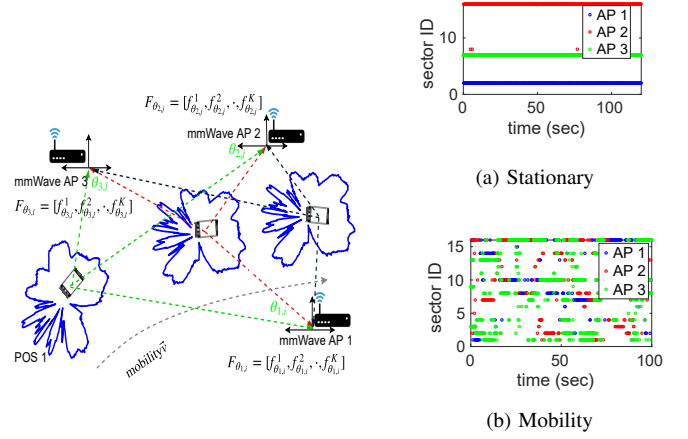 F_{θ_{2,i}} = [f^1_{θ_{2,i}}, f^2_{θ_{2,i}}, ·, f^K_{θ_{2,i}}]
mmWave AP 2
θ_{2,i}
mmWave AP 3
θ_{3,i}
F_{θ_{3,i}} = [f^1_{θ_{3,i}}, f^2_{θ_{3,i}}, ·, f^K_{θ_{3,i}}]
θ_{1,i}
POS 1
mobility v⃗
mmWave AP 1
F_{θ_{1,i}} = [f^1_{θ_{1,i}}, f^2_{θ_{1,i}}, ·, f^K_{θ_{1,i}}]
sector ID
10
0
AP 1
AP 2
AP 3
0 50 100
time (sec)
(a) Stationary
sector ID
15
10
5
0
AP 1
AP 2
AP 3
0 50 100
time (sec)
(b) Mobility